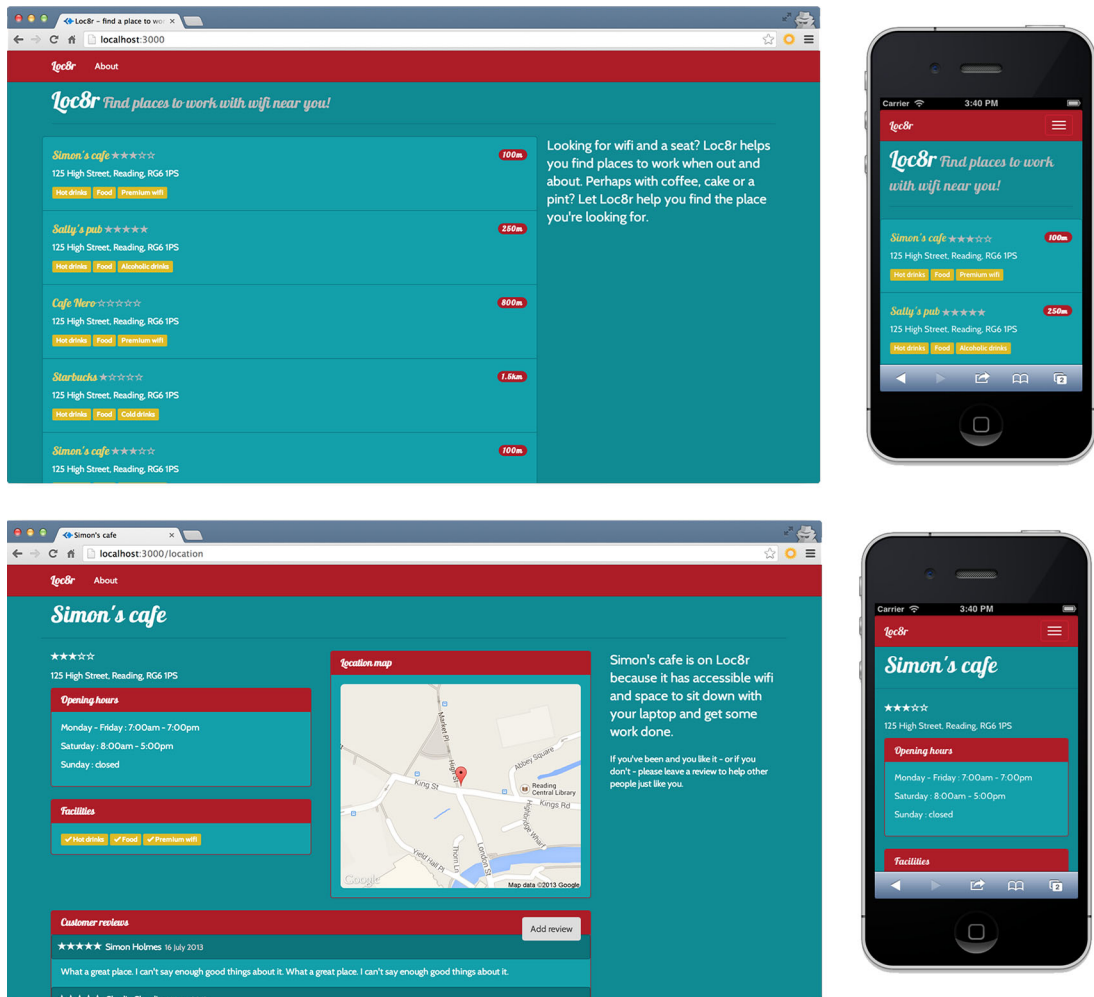 Loc8r - find a place to wor
localhost:3000
Loc8r About
Loc8r Find places to work with wifi near you!
Simon's cafe ★★★☆☆ 100m
125 High Street, Reading, RG6 1PS
Hot drinks Food Premium wifi
Sally's pub ★★★★★ 250m
125 High Street, Reading, RG6 1PS
Hot drinks Food Alcoholic drinks
Cafe Nero ☆☆☆☆☆ 800m
125 High Street, Reading, RG6 1PS
Hot drinks Food Premium wifi
Starbucks ★☆☆☆☆ 1.5km
125 High Street, Reading, RG6 1PS
Hot drinks Food Cold drinks
Simon's cafe ★★★☆☆ 100m
125 High Street, Reading, RG6 1PS
Looking for wifi and a seat? Loc8r helps
you find places to work when out and
about. Perhaps with coffee, cake or a
pint? Let Loc8r help you find the place
you're looking for.
Carrier 3:40 PM
Loc8r
Loc8r Find places to work
with wifi near you!
Simon's cafe ★★★☆☆ 100m
125 High Street, Reading, RG6 1PS
Hot drinks Food Premium wifi
Sally's pub ★★★★★ 250m
125 High Street, Reading, RG6 1PS
Hot drinks Food Alcoholic drinks
2
Simon's cafe
localhost:3000/location
Loc8r About
Simon's cafe
★★★☆☆
125 High Street, Reading, RG6 1PS
Opening hours
Monday - Friday : 7:00am - 7:00pm
Saturday : 8:00am - 5:00pm
Sunday : closed
Facilities
Hot drinks Food Premium wifi
Location map
Market Pl
High St
Abbey Square
King St
Reading
Central Library
Kings Rd
Highbridge Wharf
Yield Hall Pl
Thorn Ln
London St
Google
Map data ©2013 Google
Simon's cafe is on Loc8r
because it has accessible wifi
and space to sit down with
your laptop and get some
work done.
If you've been and you like it - or if you
don't - please leave a review to help other
people just like you.
Customer reviews
Add review
★★★★★ Simon Holmes 16 July 2013
What a great place. I can't say enough good things about it. What a great place. I can't say enough good things about it.
Carrier 3:40 PM
Loc8r
Simon's cafe
★★★☆☆
125 High Street, Reading, RG6 1PS
Opening hours
Monday - Friday : 7:00am - 7:00pm
Saturday : 8:00am - 5:00pm
Sunday : closed
Facilities
2